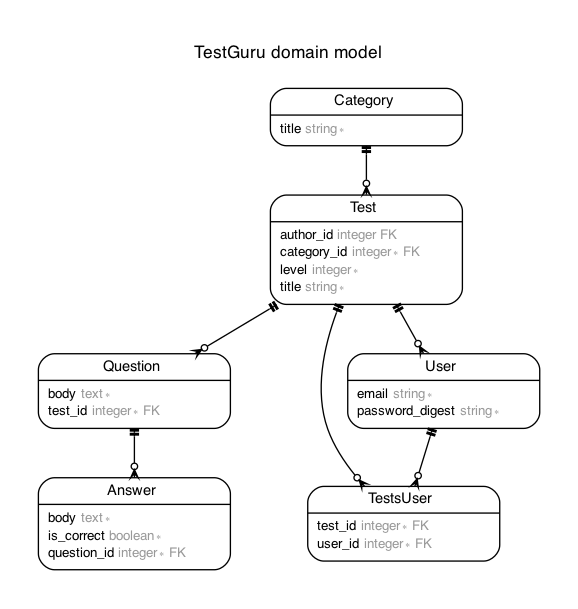 TestGuru domain model
Category
title string*
Test
author_id integer FK
category_id integer* FK
level integer*
title string*
Question
body text*
test_id integer* FK
User
email string*
password_digest string*
Answer
body text*
is_correct boolean*
question_id integer* FK
TestsUser
test_id integer* FK
user_id integer* FK